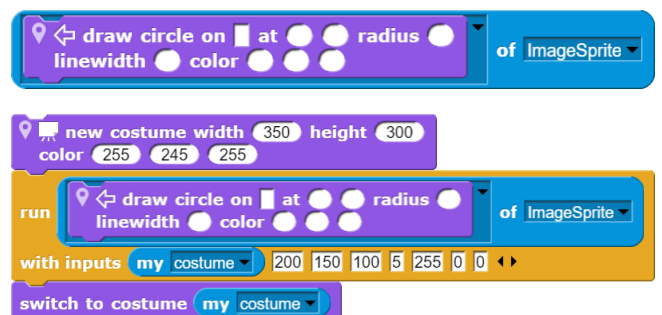 draw circle on at radius
linewidth color
of ImageSprite
new costume width 350 height 300
color 255 245 255
run
draw circle on at radius
linewidth color
of ImageSprite
with inputs my costume 200 150 100 5 255 0 0
switch to costume my costume